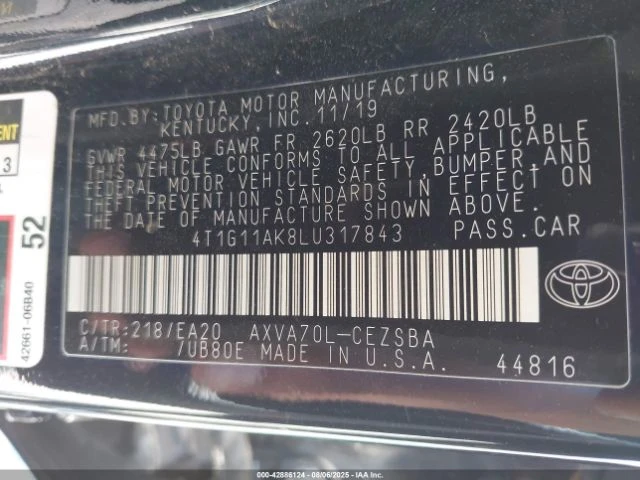 MFD.BY:TOYOTA MOTOR MANUFACTURING,
KENTUCKY,INC.11/19
GVWR 4475LB GAWR FR 2620LB RR 2420LB
THIS VEHICLE CONFORMS TO ALL APPLICABLE
FEDERAL MOTOR VEHICLE SAFETY,BUMPER,AND
THEFT PREVENTION STANDARDS IN EFFECT ON
THE DATE OF MANUFACTURE SHOWN ABOVE.
4T1G11AK8LU317843 PASS.CAR
C/TR:218/EA20 AXVA70L-CEZSBA
A/TM: /UB80E MADE IN U.S.A. 44816
52
42661-06B40
000-42886124 - 08/06/2025 - IAAI.COM